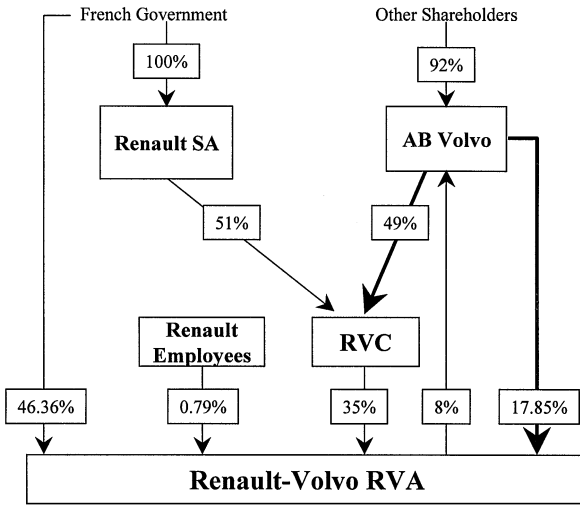 French Government
Other Shareholders
100%
92%
Renault SA
AB Volvo
51%
49%
Renault
Employees
RVC
46.36%
0.79%
35%
8%
17.85%
Renault-Volvo RVA